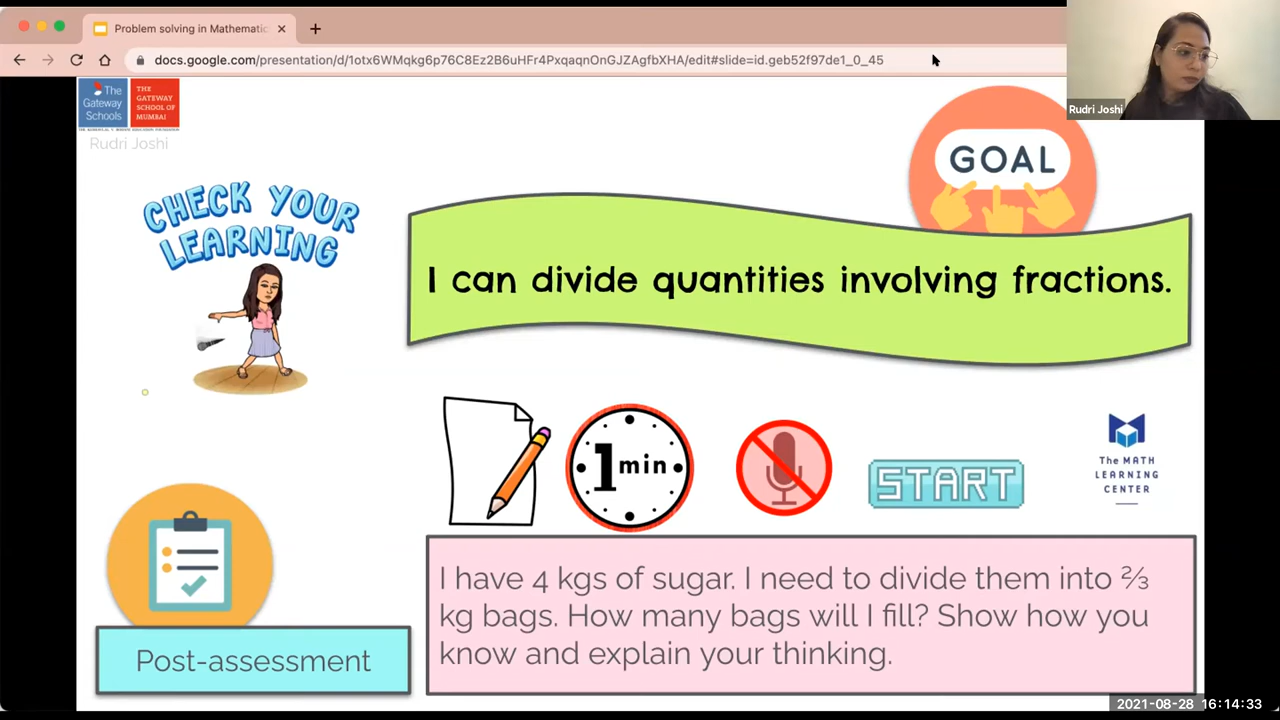 Problem solving in Mathematic
docs.google.com/presentation/d/1otx6WMqkg6p76C8Ez2B6uHFr4PxqaqnOnGJZAgfbXHA/edit#slide=id.geb52f97de1_0_45
Rudri Joshi
The
Gateway
Schools
THE
GATEWAY
SCHOOL OF
MUMBAI
Rudri Joshi
GOAL
CHECK YOUR
LEARNING
I can divide quantities involving fractions.
1 min
START
The MATH
LEARNING
CENTER
I have 4 kgs of sugar. I need to divide them into ⅔
kg bags. How many bags will I fill? Show how you
know and explain your thinking.
Post-assessment
2021-08-28 16:14:33